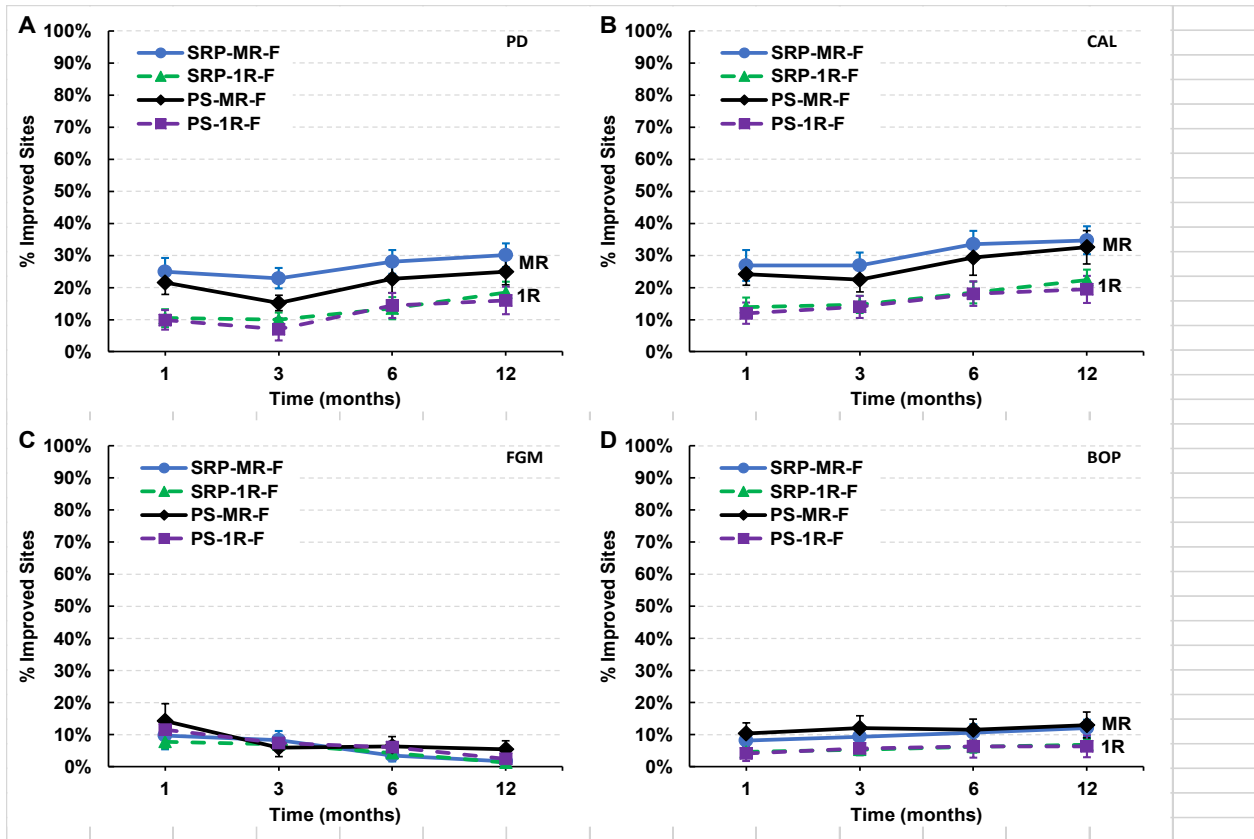 A
PD
% Improved Sites
100%
90%
80%
70%
60%
50%
40%
30%
20%
10%
0%
SRP-MR-F
SRP-1R-F
PS-MR-F
PS-1R-F
MR
1R
1 3 6 12
Time (months)
B
CAL
% Improved Sites
100%
90%
80%
70%
60%
50%
40%
30%
20%
10%
0%
SRP-MR-F
SRP-1R-F
PS-MR-F
PS-1R-F
MR
1R
1 3 6 12
Time (months)
C
FGM
% Improved Sites
100%
90%
80%
70%
60%
50%
40%
30%
20%
10%
0%
SRP-MR-F
SRP-1R-F
PS-MR-F
PS-1R-F
1 3 6 12
Time (months)
D
BOP
% Improved Sites
100%
90%
80%
70%
60%
50%
40%
30%
20%
10%
0%
SRP-MR-F
SRP-1R-F
PS-MR-F
PS-1R-F
MR
1R
1 3 6 12
Time (months)